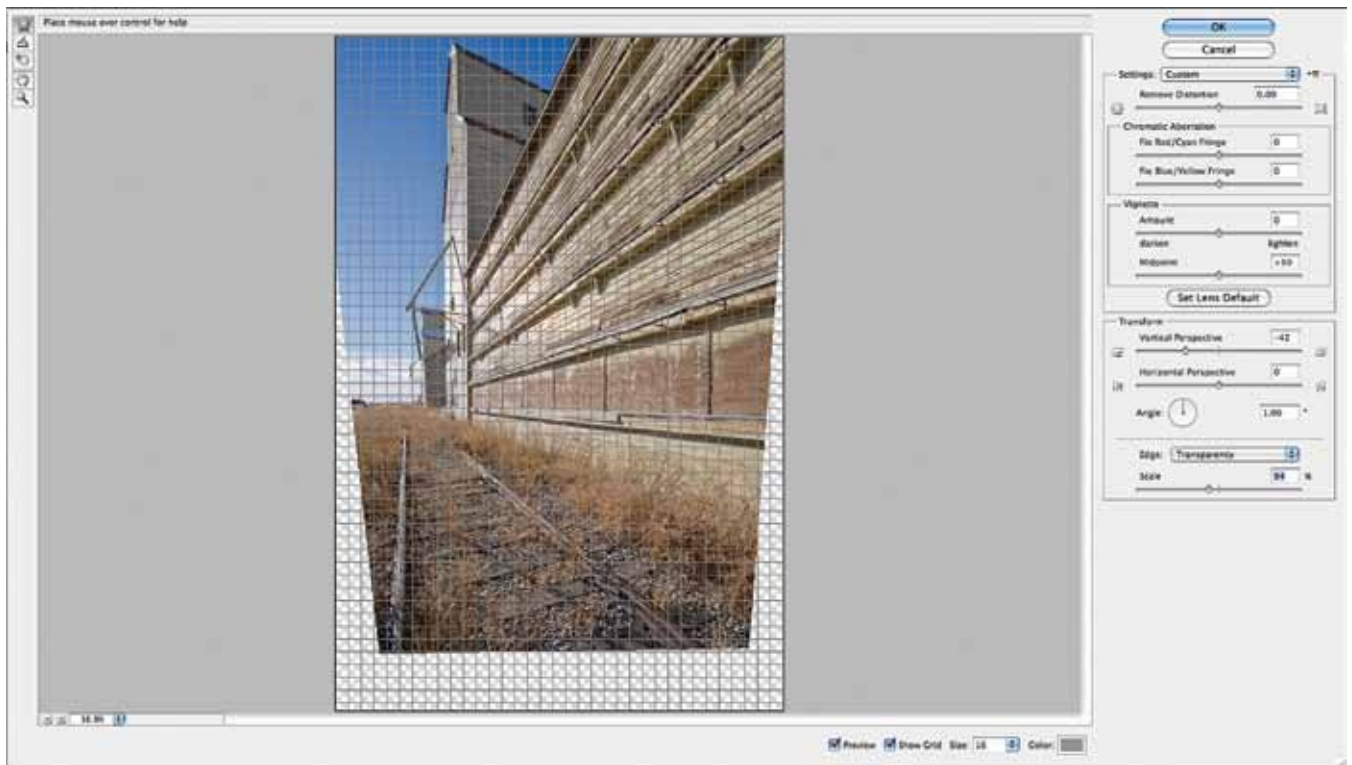 Place mouse over control for help
OK
Cancel
Settings: Custom
Remove Distortion 0.00
Chromatic Aberration
Fix Red/Cyan Fringe 0
Fix Blue/Yellow Fringe 0
Vignette
Amount 0
darken lighten
Midpoint +50
Set Lens Default
Transform
Vertical Perspective -42
Horizontal Perspective 0
Angle: 1.00 °
Edge: Transparency
Scale 94 %
Preview Show Grid Size: 16 Color: